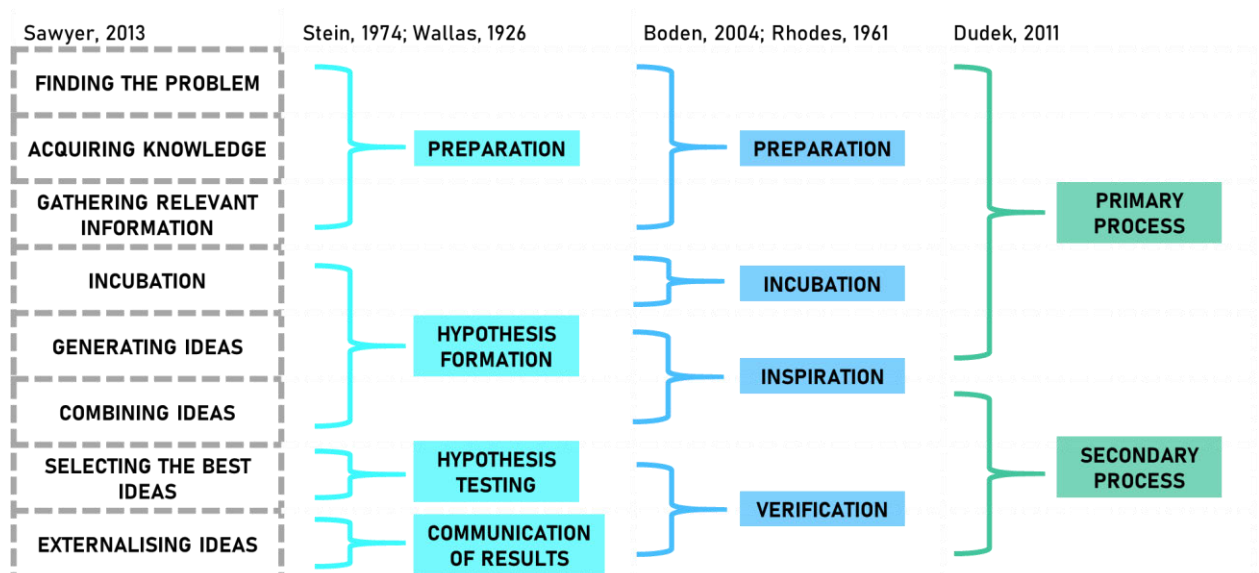 Sawyer, 2013
Stein, 1974; Wallas, 1926
Boden, 2004; Rhodes, 1961
Dudek, 2011
FINDING THE PROBLEM
ACQUIRING KNOWLEDGE
GATHERING RELEVANT
INFORMATION
INCUBATION
GENERATING IDEAS
COMBINING IDEAS
SELECTING THE BEST
IDEAS
EXTERNALISING IDEAS
PREPARATION
HYPOTHESIS
FORMATION
HYPOTHESIS
TESTING
COMMUNICATION
OF RESULTS
PREPARATION
INCUBATION
INSPIRATION
VERIFICATION
PRIMARY
PROCESS
SECONDARY
PROCESS